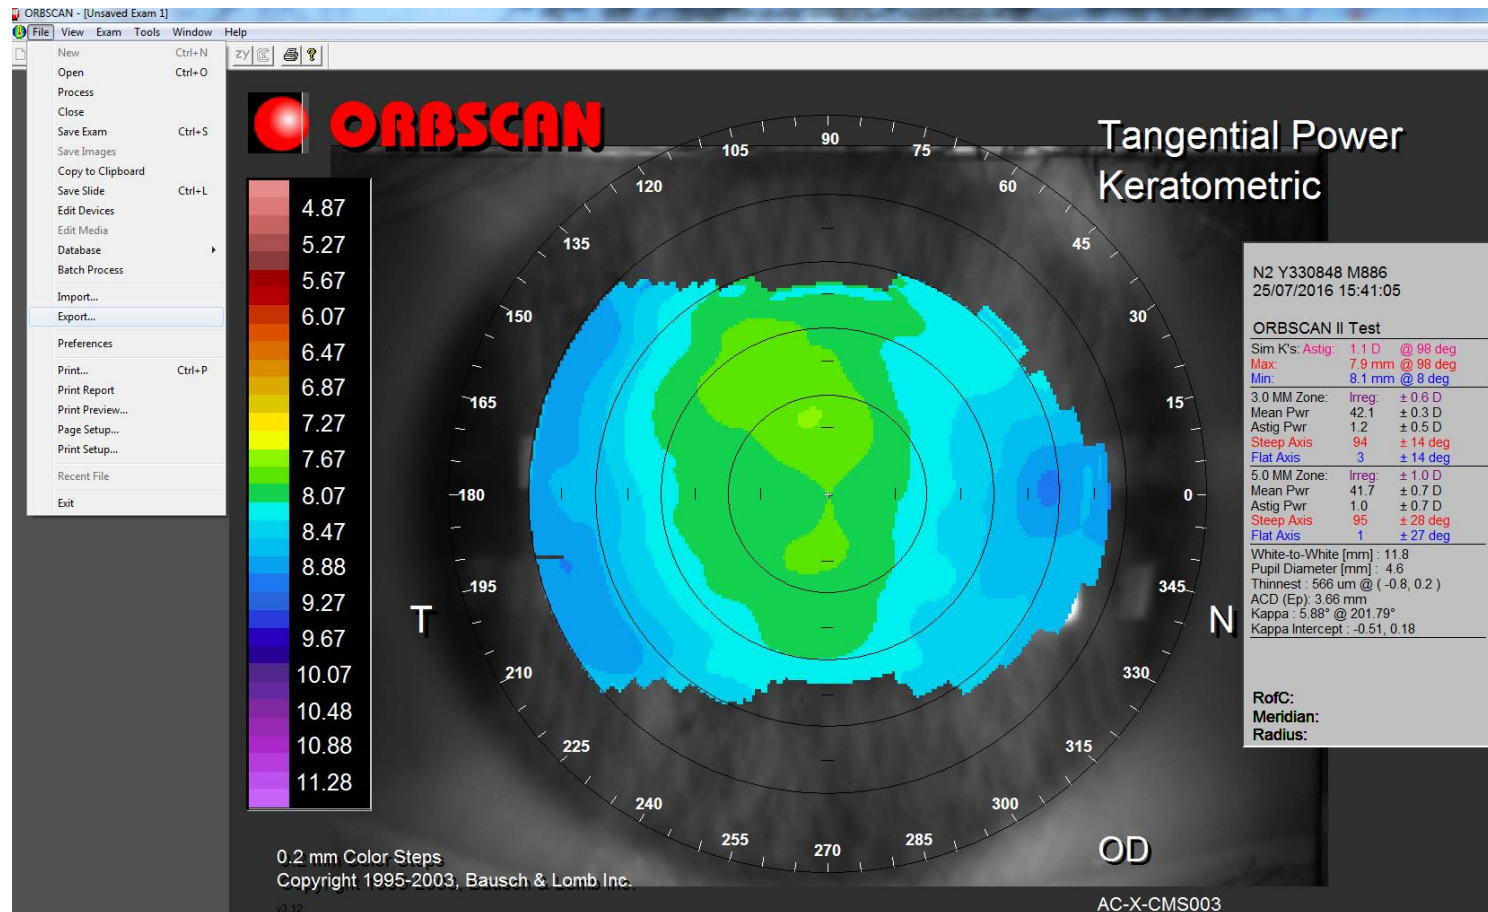 ORBSCAN - [Unsaved Exam 1]
File View Exam Tools Window Help
New Ctrl+N
Open Ctrl+O
Process
Close
Save Exam Ctrl+S
Save Images
Copy to Clipboard
Save Slide Ctrl+L
Edit Devices
Edit Media
Database
Batch Process
Import...
Export...
Preferences
Print... Ctrl+P
Print Report
Print Preview...
Page Setup...
Print Setup...
Recent File
Exit
ZY
ORBSCAN
Tangential Power
Keratometric
4.87
5.27
5.67
6.07
6.47
6.87
7.27
7.67
8.07
8.47
8.88
9.27
9.67
10.07
10.48
10.88
11.28
90
105 75
120 60
135 45
150 30
165 15
180 0
195 345
T N
210 330
225 315
240 300
255 285
270
OD
0.2 mm Color Steps
Copyright 1995-2003, Bausch & Lomb Inc.
v3.12
AC-X-CMS003
N2 Y330848 M886
25/07/2016 15:41:05
ORBSCAN II Test
Sim K's: Astig: 1.1 D @ 98 deg
Max: 7.9 mm @ 98 deg
Min: 8.1 mm @ 8 deg
3.0 MM Zone: Irreg: ± 0.6 D
Mean Pwr 42.1 ± 0.3 D
Astig Pwr 1.2 ± 0.5 D
Steep Axis 94 ± 14 deg
Flat Axis 3 ± 14 deg
5.0 MM Zone: Irreg: ± 1.0 D
Mean Pwr 41.7 ± 0.7 D
Astig Pwr 1.0 ± 0.7 D
Steep Axis 95 ± 28 deg
Flat Axis 1 ± 27 deg
White-to-White [mm] : 11.8
Pupil Diameter [mm] : 4.6
Thinnest : 566 um @ ( -0.8, 0.2 )
ACD (Ep): 3.66 mm
Kappa : 5.88° @ 201.79°
Kappa Intercept : -0.51, 0.18
RofC:
Meridian:
Radius: